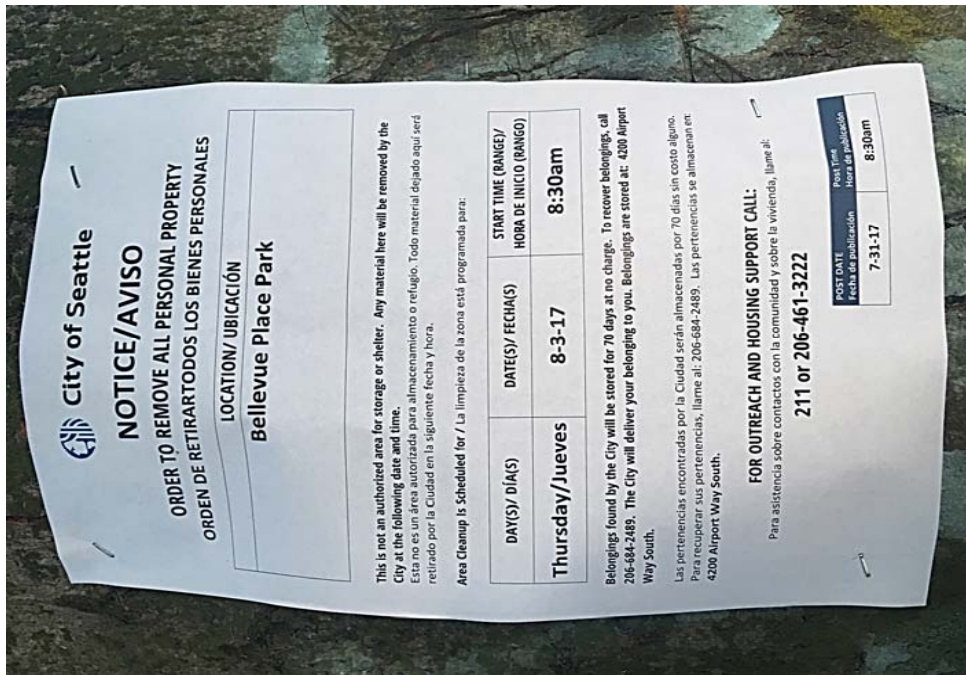 City of Seattle
NOTICE/AVISO
ORDER TO REMOVE ALL PERSONAL PROPERTY
ORDEN DE RETIRARTODOS LOS BIENES PERSONALES
LOCATION/ UBICACIÓN
Bellevue Place Park
This is not an authorized area for storage or shelter. Any material here will be removed by the
City at the following date and time.
Esta no es un área autorizada para almacenamiento o refugio. Todo material dejado aquí será
retirado por la Ciudad en la siguiente fecha y hora.
Area Cleanup Is Scheduled for / La limpieza de la zona está programada para:
DAY(S)/ DÍA(S)
DATE(S)/ FECHA(S)
START TIME (RANGE)/
HORA DE INICIO (RANGO)
Thursday/Jueves
8-3-17
8:30am
Belongings found by the City will be stored for 70 days at no charge. To recover belongings, call
206-684-2489. The City will deliver your belonging to you. Belongings are stored at: 4200 Airport
Way South.
Las pertenencias encontradas por la Ciudad serán almacenadas por 70 días sin costo alguno.
Para recuperar sus pertenencias, llame al: 206-684-2489. Las pertenencias se almacenan en:
4200 Airport Way South.
FOR OUTREACH AND HOUSING SUPPORT CALL:
Para asistencia sobre contactos con la comunidad y sobre la vivienda, llame al:
211 or 206-461-3222
POST DATE
Fecha de publicación
Post Time
Hora de publicación
7-31-17
8:30am